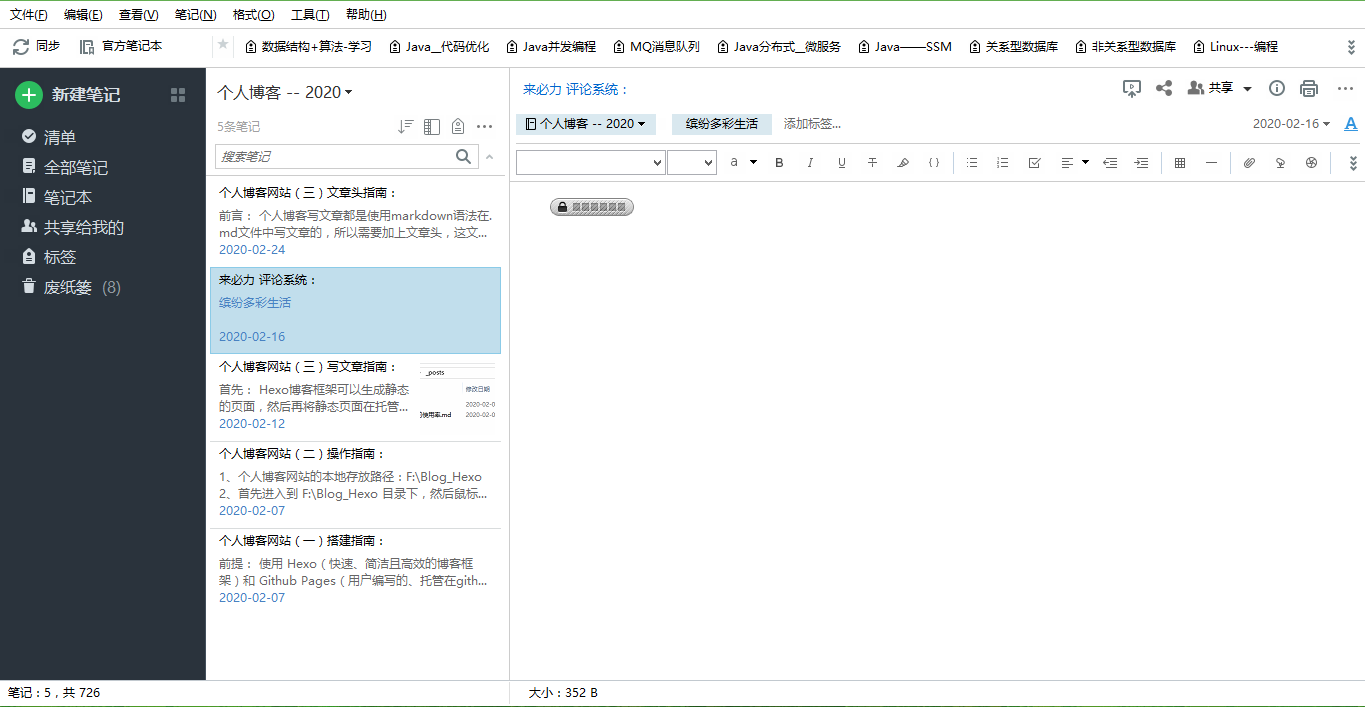 文件(F) 编辑(E) 查看(V) 笔记(N) 格式(O) 工具(T) 帮助(H)
同步 官方笔记本 数据结构+算法-学习 Java__代码优化 Java并发编程 MQ消息队列 Java分布式__微服务 Java——SSM 关系型数据库 非关系型数据库 Linux---编程
新建笔记
清单
全部笔记
笔记本
共享给我的
标签
废纸篓 (8)
个人博客 -- 2020
5条笔记
搜索笔记
个人博客网站（三）文章头指南：
前言： 个人博客写文章都是使用markdown语法在.
md文件中写文章的，所以需要加上文章头，这文...
2020-02-24
来必力 评论系统：
缤纷多彩生活
2020-02-16
个人博客网站（三）写文章指南：
首先： Hexo博客框架可以生成静态
的页面，然后再将静态页面在托管...
2020-02-12
_posts
修改日期
2020-02-0
使用率.md 2020-02-0
个人博客网站（二）操作指南：
1、个人博客网站的本地存放路径：F:\Blog_Hexo
2、首先进入到 F:\Blog_Hexo 目录下，然后鼠标...
2020-02-07
个人博客网站（一）搭建指南：
前提： 使用 Hexo（快速、简洁且高效的博客框
架）和 Github Pages（用户编写的、托管在gith...
2020-02-07
来必力 评论系统：
共享
个人博客 -- 2020 缤纷多彩生活 添加标签... 2020-02-16 A
a B I U T { }
笔记：5，共 726 大小：352 B